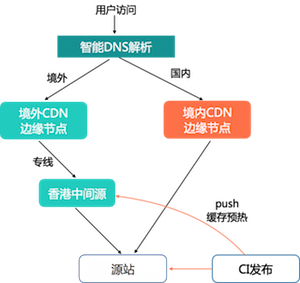 用户访问
智能DNS解析
境外
国内
境外CDN
边缘节点
境内CDN
边缘节点
专线
香港中间源
push
缓存预热
源站
CI发布